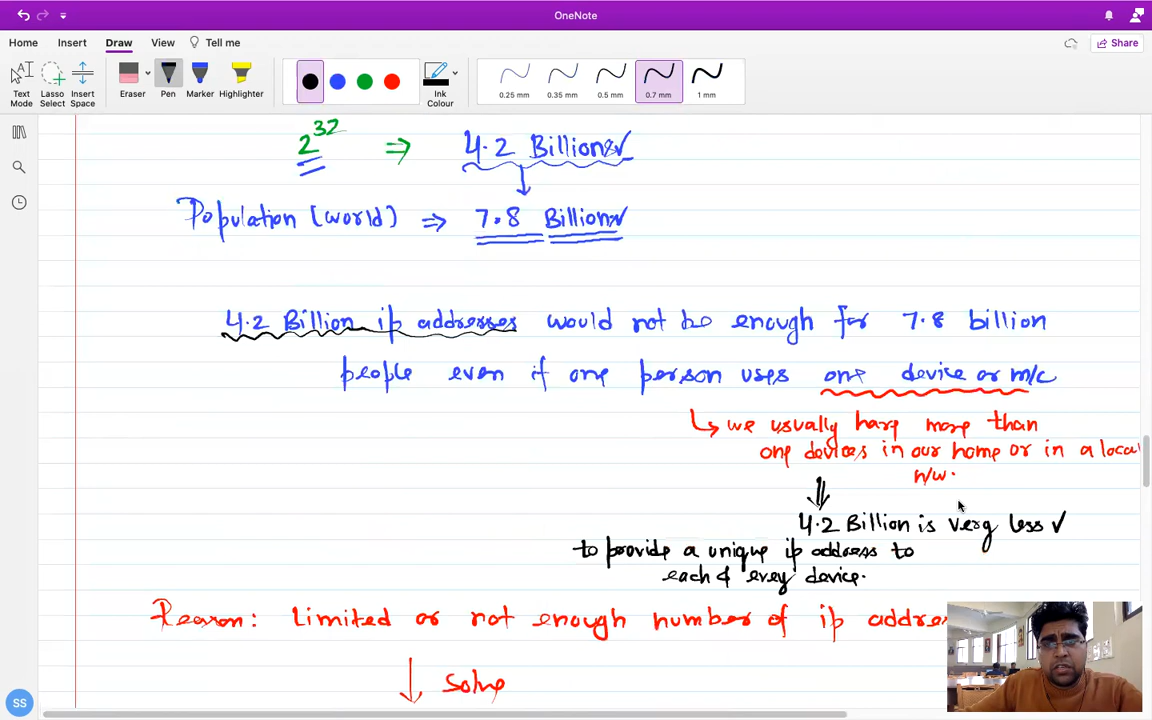 OneNote
Home Insert Draw View Tell me
Share
Text Mode
Lasso Select
Insert Space
Eraser
Pen
Marker
Highlighter
Ink Colour
0.25 mm
0.35 mm
0.5 mm
0.7 mm
1 mm
2^32 ⇒ 4.2 Billion
Population (world) ⇒ 7.8 Billion
4.2 Billion ip addresses would not be enough for 7.8 billion
people even if one person uses one device or m/c
↳ we usually have more than
one devices in our home or in a local
n/w.
4.2 Billion is very less ✓
to provide a unique ip address to
each & evey device.
Reason: Limited or not enough number of ip addre
↓ Solve
SS